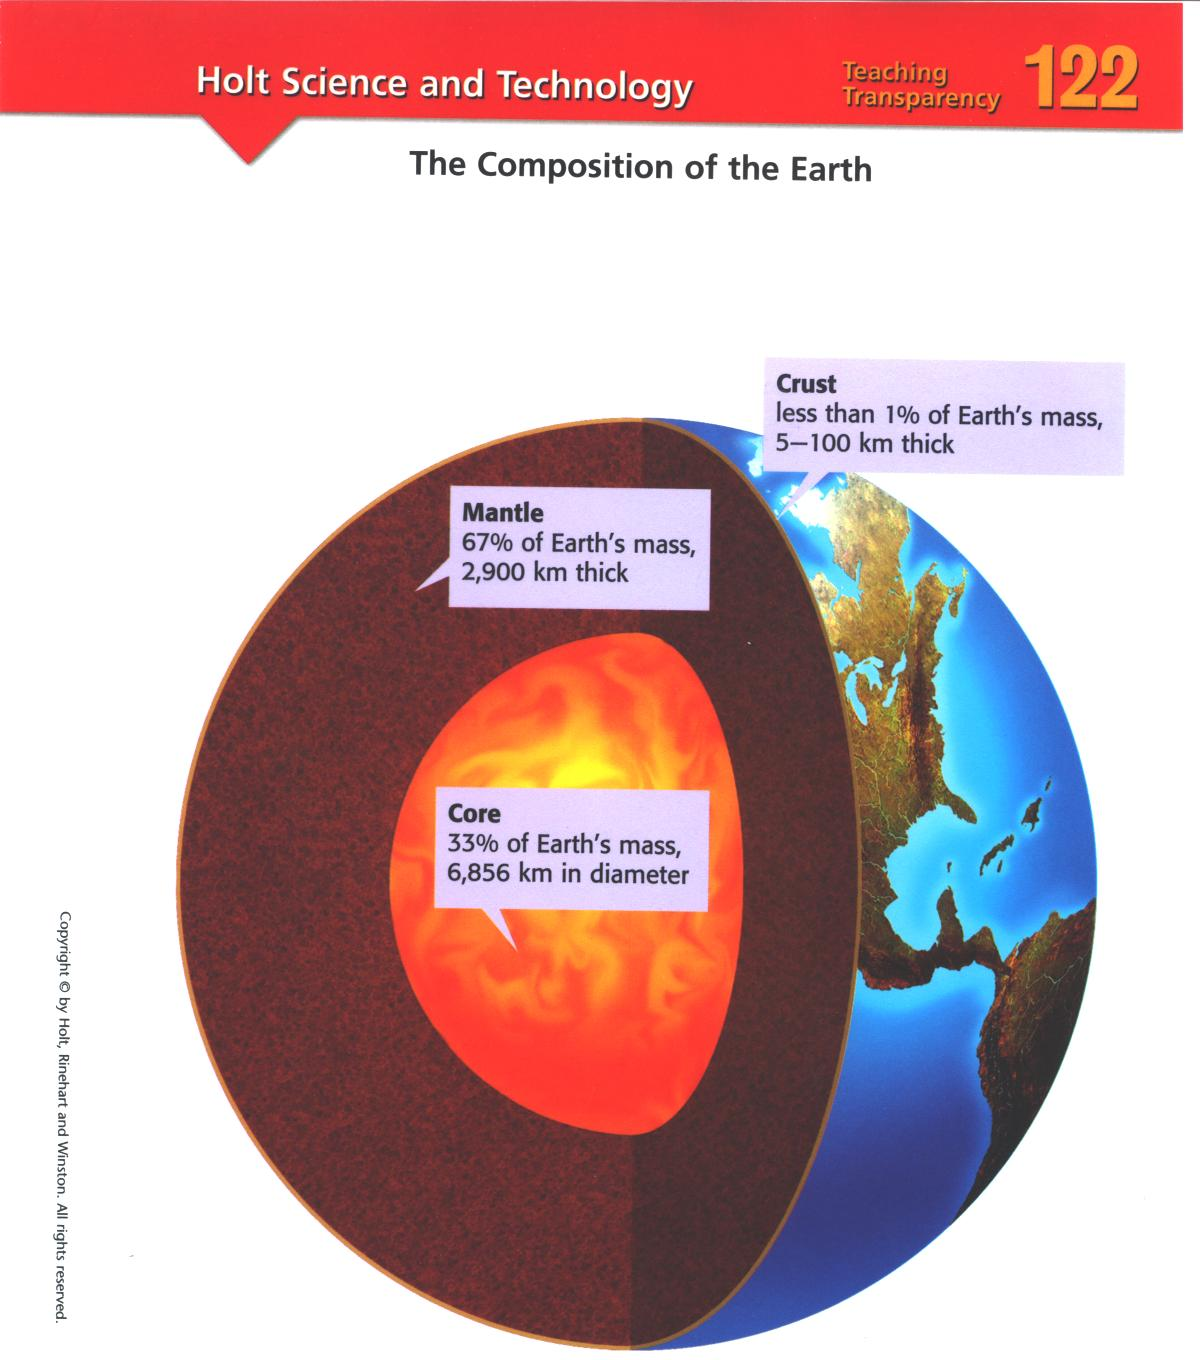 Holt Science and Technology
Teaching
Transparency
122
The Composition of the Earth
Crust
less than 1% of Earth's mass,
5–100 km thick
Mantle
67% of Earth's mass,
2,900 km thick
Core
33% of Earth's mass,
6,856 km in diameter
Copyright © by Holt, Rinehart and Winston. All rights reserved.